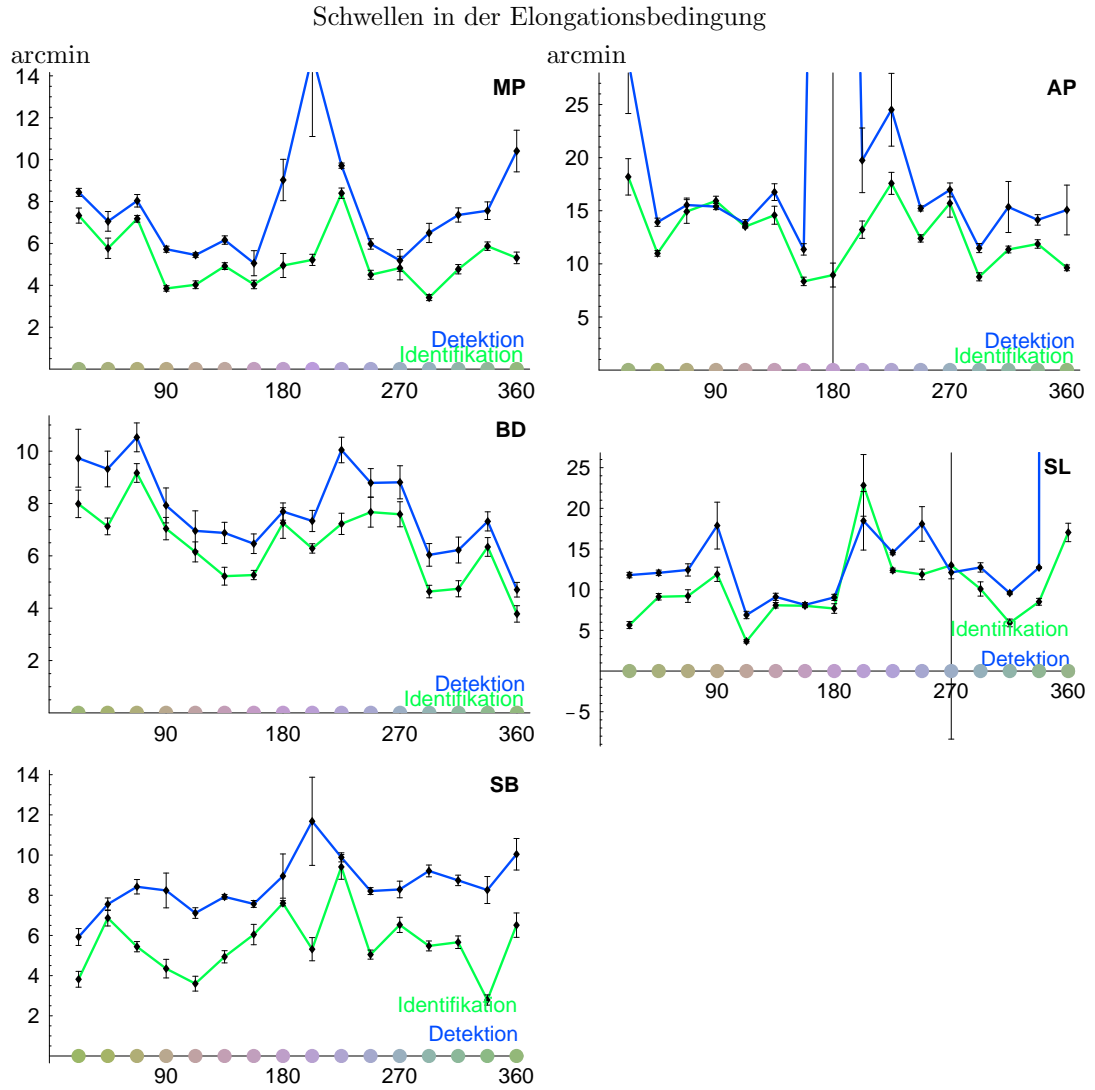 Schwellen in der Elongationsbedingung
arcmin
MP
14
12
10
8
6
4
2
Detektion
Identifikation
90 180 270 360
arcmin
AP
25
20
15
10
5
Detektion
Identifikation
90 180 270 360
BD
10
8
6
4
2
Detektion
Identifikation
90 180 270 360
SL
25
20
15
10
5
−5
Identifikation
Detektion
90 180 270 360
SB
14
12
10
8
6
4
2
Identifikation
Detektion
90 180 270 360